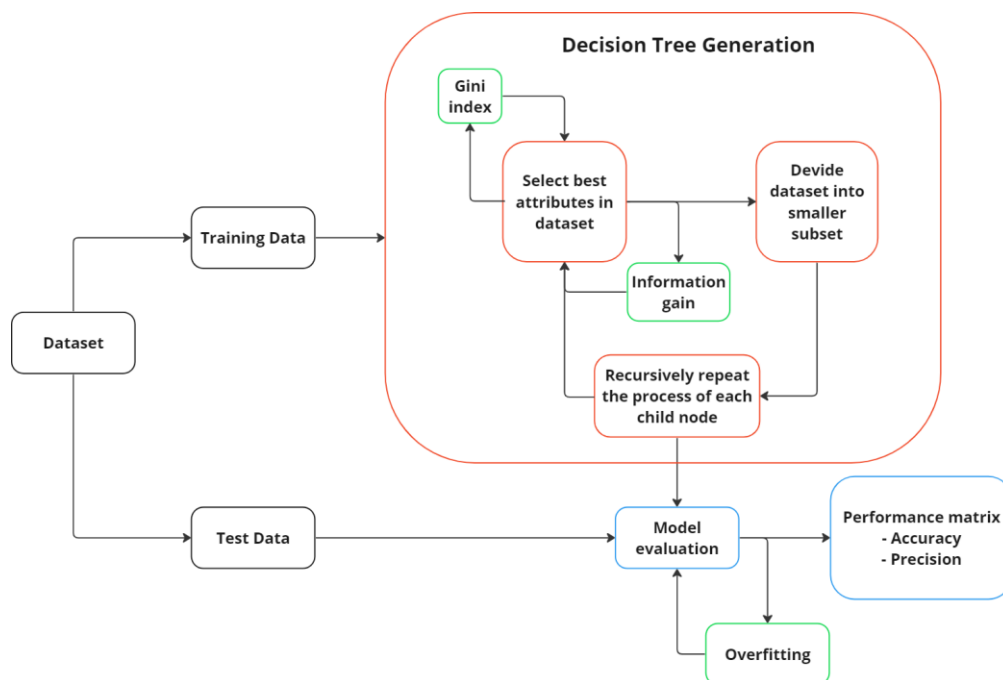 Decision Tree Generation
Gini
index
Select best
attributes in
dataset
Devide
dataset into
smaller
subset
Training Data
Information
gain
Dataset
Recursively repeat
the process of each
child node
Test Data
Model
evaluation
Performance matrix
- Accuracy
- Precision
Overfitting